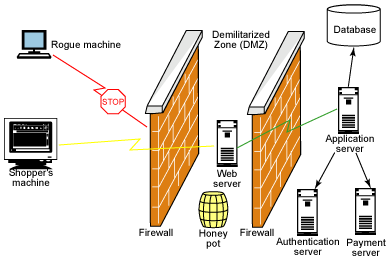 Rogue machine
STOP
Shopper's
machine
Firewall
Demilitarized
Zone (DMZ)
Web
server
Honey
pot
Firewall
Database
Application
server
Authentication
server
Payment
server